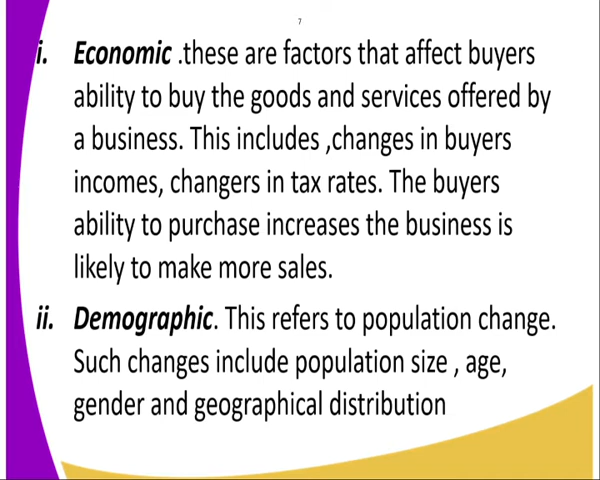 7
i. Economic .these are factors that affect buyers
ability to buy the goods and services offered by
a business. This includes ,changes in buyers
incomes, changers in tax rates. The buyers
ability to purchase increases the business is
likely to make more sales.
ii. Demographic. This refers to population change.
Such changes include population size , age,
gender and geographical distribution